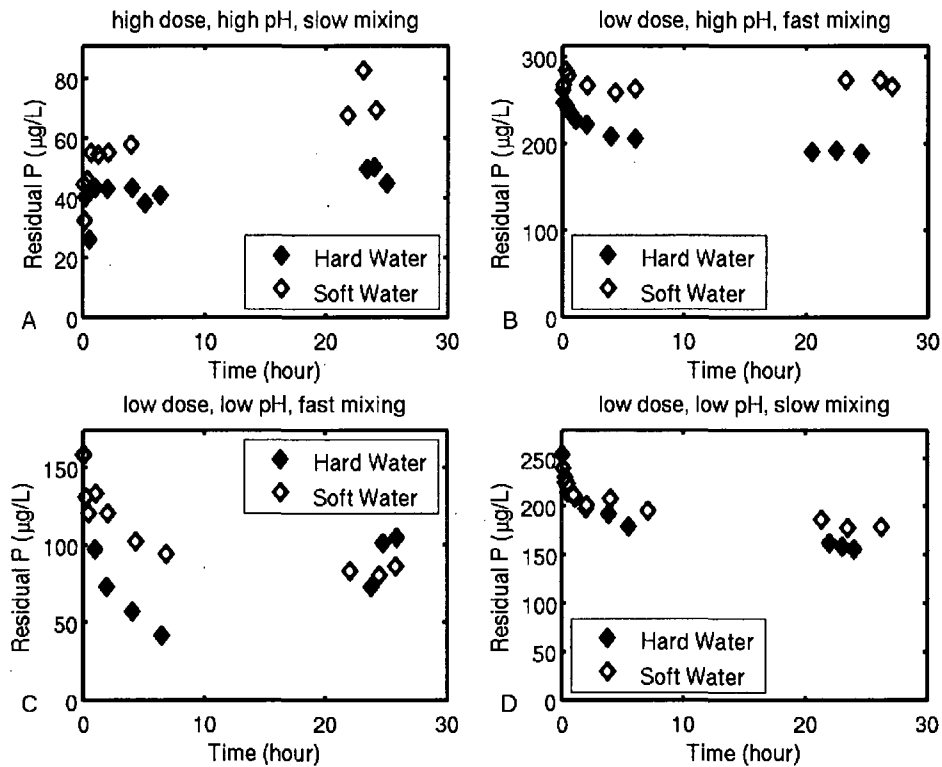 high dose, high pH, slow mixing
80
60
40
20
0
Residual P (µg/L)
Hard Water
Soft Water
A
0 10 20 30
Time (hour)
low dose, high pH, fast mixing
300
200
100
0
Residual P (µg/L)
Hard Water
Soft Water
B
0 10 20 30
Time (hour)
low dose, low pH, fast mixing
150
100
50
0
Residual P (µg/L)
Hard Water
Soft Water
C
0 10 20 30
Time (hour)
low dose, low pH, slow mixing
250
200
150
100
50
0
Residual P (µg/L)
Hard Water
Soft Water
D
0 10 20 30
Time (hour)